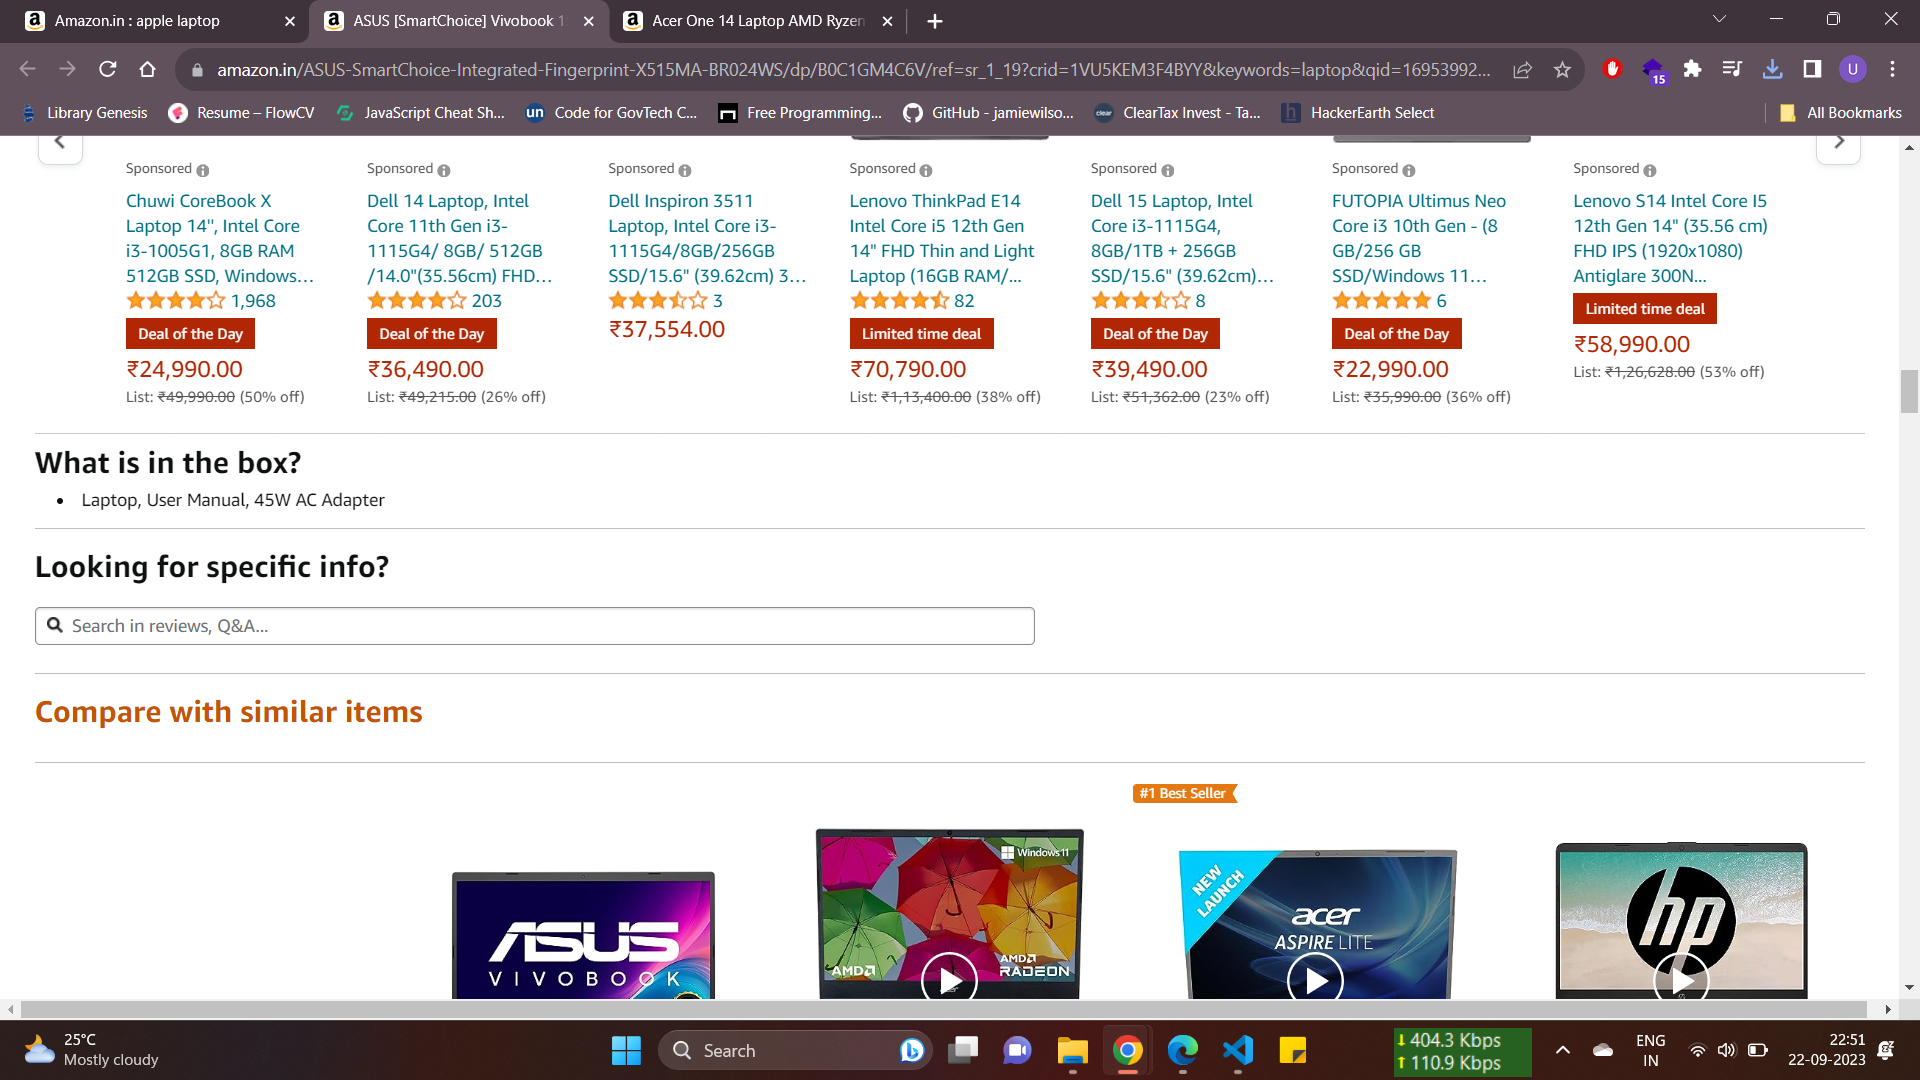 Amazon.in : apple laptop
ASUS [SmartChoice] Vivobook 1
Acer One 14 Laptop AMD Ryzen
amazon.in/ASUS-SmartChoice-Integrated-Fingerprint-X515MA-BR024WS/dp/B0C1GM4C6V/ref=sr_1_19?crid=1VU5KEM3F4BYY&keywords=laptop&qid=16953992...
15
U
Library Genesis
Resume – FlowCV
JavaScript Cheat Sh...
un Code for GovTech C...
Free Programming...
GitHub - jamiewilso...
clear ClearTax Invest - Ta...
h HackerEarth Select
All Bookmarks
Sponsored
Chuwi CoreBook X
Laptop 14", Intel Core
i3-1005G1, 8GB RAM
512GB SSD, Windows...
1,968
Deal of the Day
₹24,990.00
List: ₹49,990.00 (50% off)
Sponsored
Dell 14 Laptop, Intel
Core 11th Gen i3-
1115G4/ 8GB/ 512GB
/14.0"(35.56cm) FHD...
203
Deal of the Day
₹36,490.00
List: ₹49,215.00 (26% off)
Sponsored
Dell Inspiron 3511
Laptop, Intel Core i3-
1115G4/8GB/256GB
SSD/15.6" (39.62cm) 3...
3
₹37,554.00
Sponsored
Lenovo ThinkPad E14
Intel Core i5 12th Gen
14" FHD Thin and Light
Laptop (16GB RAM/...
82
Limited time deal
₹70,790.00
List: ₹1,13,400.00 (38% off)
Sponsored
Dell 15 Laptop, Intel
Core i3-1115G4,
8GB/1TB + 256GB
SSD/15.6" (39.62cm)...
8
Deal of the Day
₹39,490.00
List: ₹51,362.00 (23% off)
Sponsored
FUTOPIA Ultimus Neo
Core i3 10th Gen - (8
GB/256 GB
SSD/Windows 11...
6
Deal of the Day
₹22,990.00
List: ₹35,990.00 (36% off)
Sponsored
Lenovo S14 Intel Core I5
12th Gen 14" (35.56 cm)
FHD IPS (1920x1080)
Antiglare 300N...
Limited time deal
₹58,990.00
List: ₹1,26,628.00 (53% off)
What is in the box?
• Laptop, User Manual, 45W AC Adapter
Looking for specific info?
Search in reviews, Q&A...
Compare with similar items
#1 Best Seller
ASUS
VIVOBOOK
Windows 11
AMD
AMD
RADEON
NEW
LAUNCH
acer
ASPIRE LITE
hp
25°C
Mostly cloudy
Search
404.3 Kbps
110.9 Kbps
ENG
IN
22:51
22-09-2023